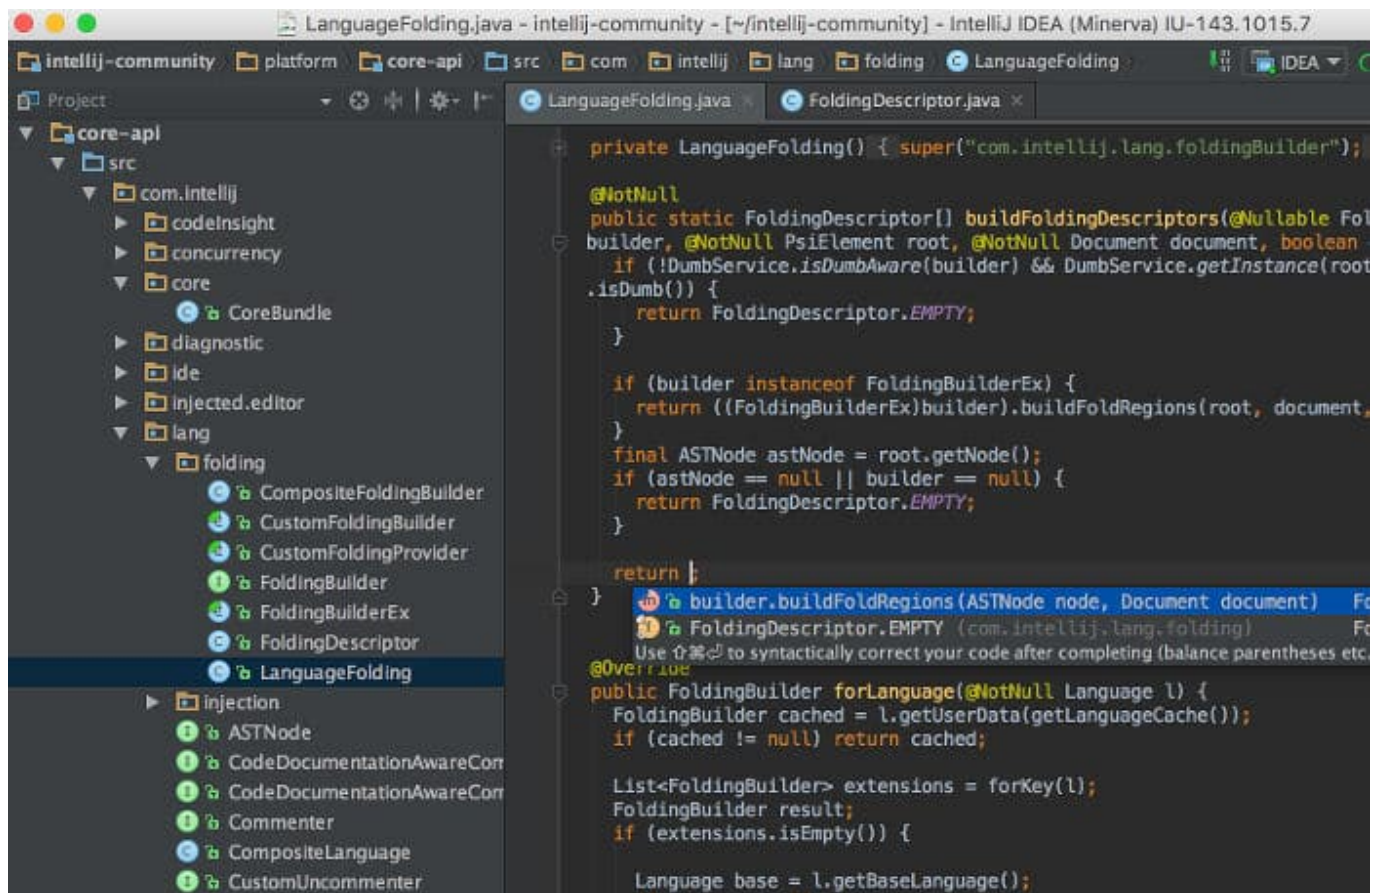 LanguageFolding.java - intellij-community - [~/intellij-community] - IntelliJ IDEA (Minerva) IU-143.1015.7
intellij-community platform core-api src com intellij lang folding LanguageFolding IDEA
Project
LanguageFolding.java FoldingDescriptor.java
core-api
src
com.intellij
codeInsight
concurrency
core
CoreBundle
diagnostic
ide
injected.editor
lang
folding
CompositeFoldingBuilder
CustomFoldingBuilder
CustomFoldingProvider
FoldingBuilder
FoldingBuilderEx
FoldingDescriptor
LanguageFolding
injection
ASTNode
CodeDocumentationAwareCom
CodeDocumentationAwareCom
Commenter
CompositeLanguage
CustomUncommenter
private LanguageFolding() { super("com.intellij.lang.foldingBuilder");
@NotNull
public static FoldingDescriptor[] buildFoldingDescriptors(@Nullable Fol
builder, @NotNull PsiElement root, @NotNull Document document, boolean
if (!DumbService.isDumbAware(builder) && DumbService.getInstance(root
.isDumb()) {
return FoldingDescriptor.EMPTY;
}
if (builder instanceof FoldingBuilderEx) {
return ((FoldingBuilderEx)builder).buildFoldRegions(root, document,
}
final ASTNode astNode = root.getNode();
if (astNode == null || builder == null) {
return FoldingDescriptor.EMPTY;
}
return ;
}
builder.buildFoldRegions(ASTNode node, Document document) Fo
FoldingDescriptor.EMPTY (com.intellij.lang.folding) Fo
Use ⇧⌘⏎ to syntactically correct your code after completing (balance parentheses etc.
@Override
public FoldingBuilder forLanguage(@NotNull Language l) {
FoldingBuilder cached = l.getUserData(getLanguageCache());
if (cached != null) return cached;
List<FoldingBuilder> extensions = forKey(l);
FoldingBuilder result;
if (extensions.isEmpty()) {
Language base = l.getBaseLanguage();